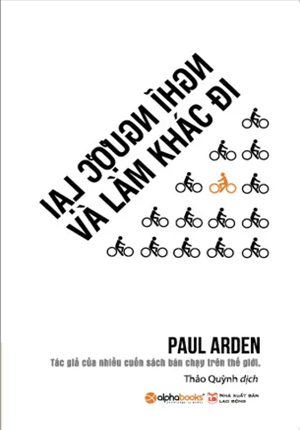 NGHĨ NGƯỢC LẠI
VÀ LÀM KHÁC ĐI
PAUL ARDEN
Tác giả của nhiều cuốn sách bán chạy trên thế giới.
Thảo Quỳnh dịch
alphabooks
NHÀ XUẤT BẢN
LAO ĐỘNG